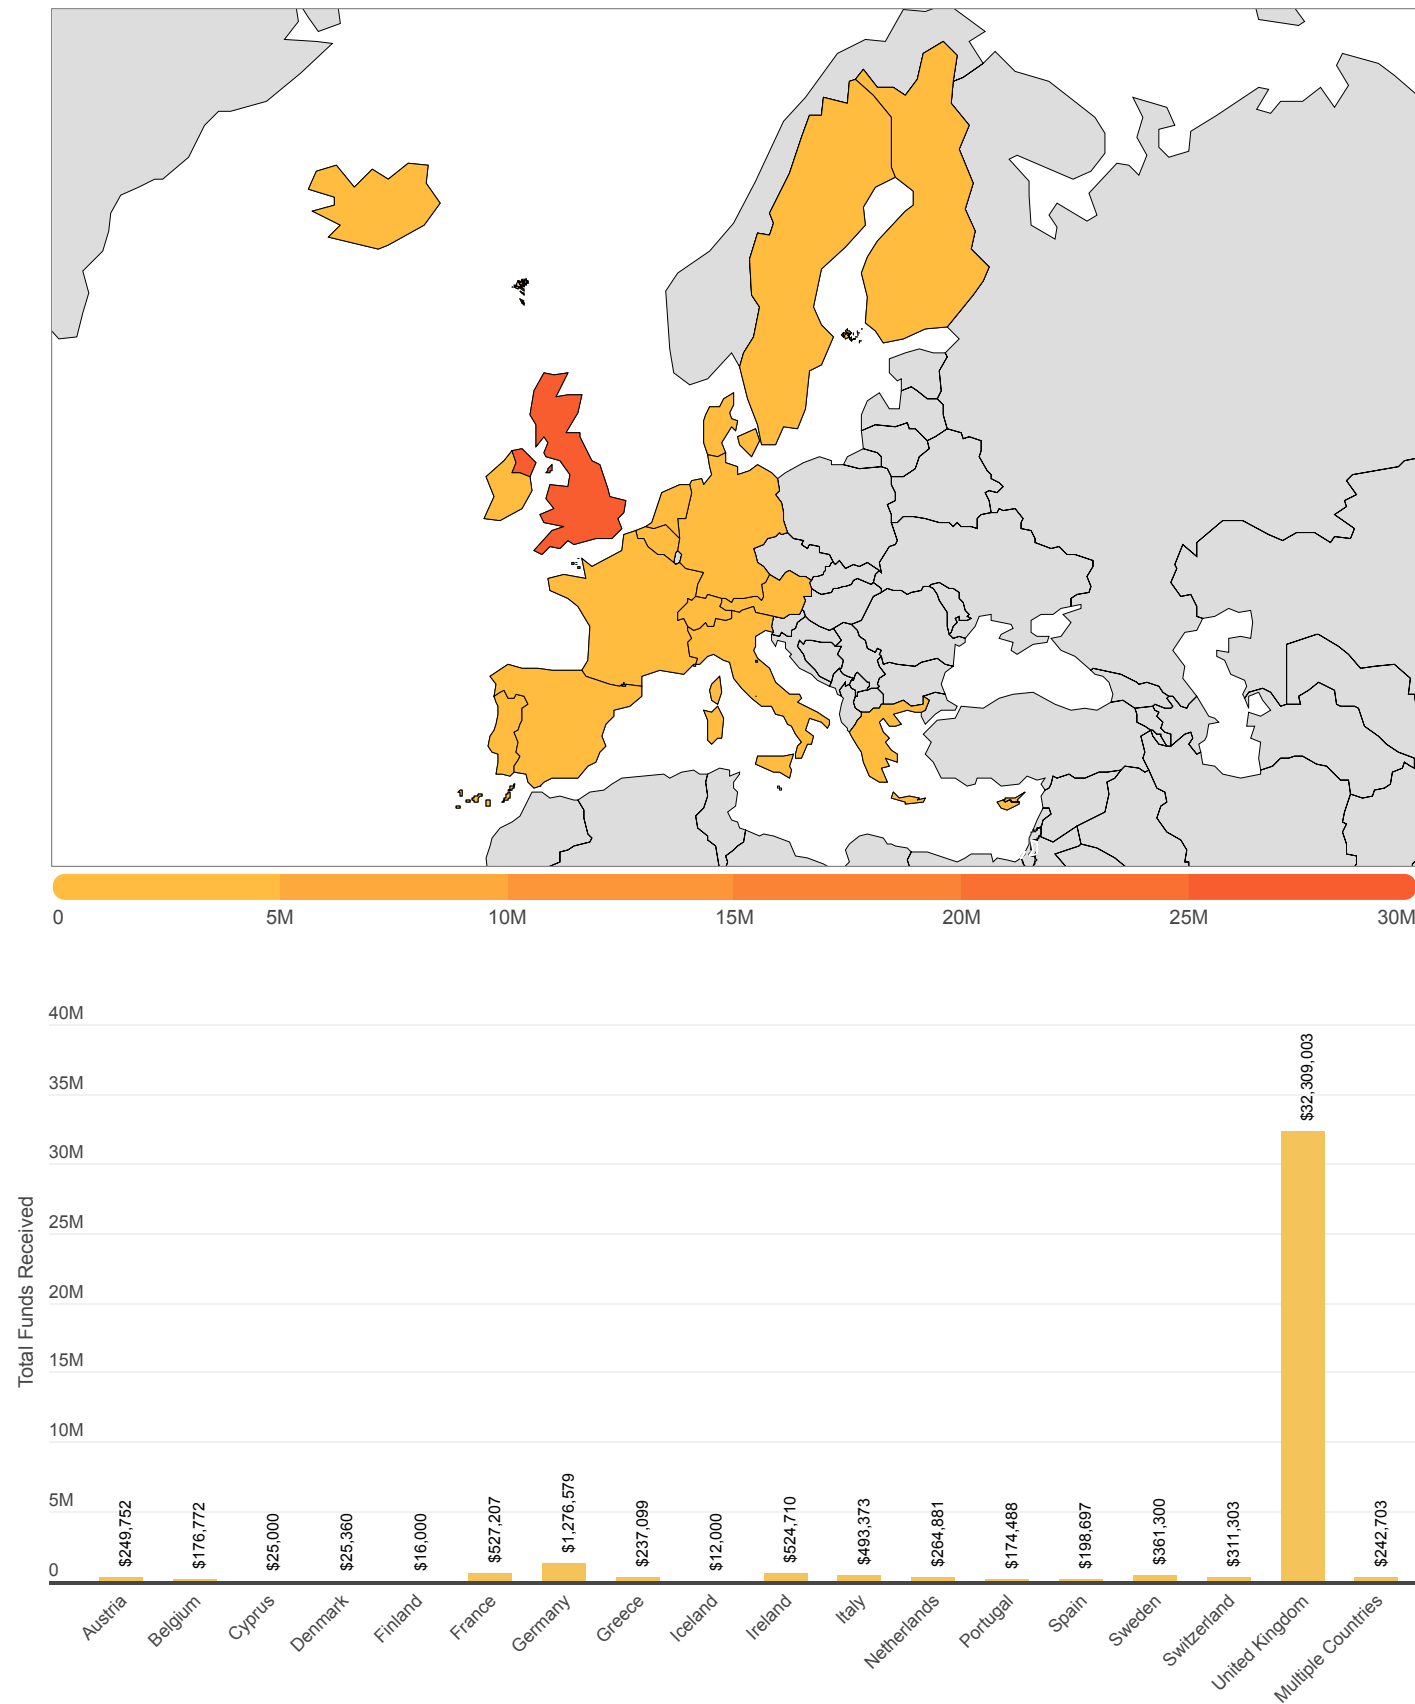 0
5M
10M
15M
20M
25M
30M
40M
35M
30M
25M
20M
15M
10M
5M
0
Total Funds Received
$249,752
$176,772
$25,000
$25,360
$16,000
$527,207
$1,276,579
$237,099
$12,000
$524,710
$493,373
$264,881
$174,488
$198,697
$361,300
$311,303
$32,309,003
$242,703
Austria
Belgium
Cyprus
Denmark
Finland
France
Germany
Greece
Iceland
Ireland
Italy
Netherlands
Portugal
Spain
Sweden
Switzerland
United Kingdom
Multiple Countries